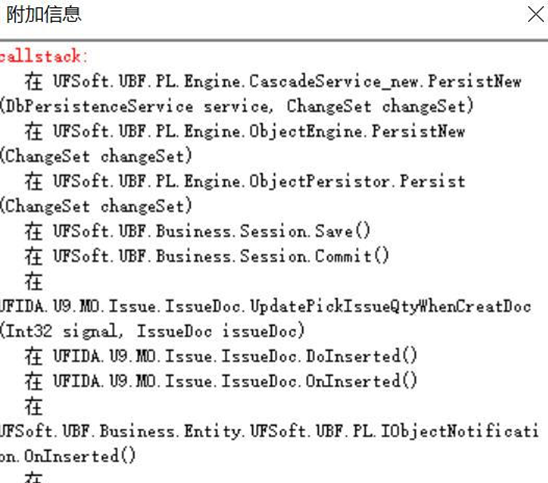 附加信息
callstack:
在 UFSoft.UBF.PL.Engine.CascadeService_new.PersistNew
(DbPersistenceService service, ChangeSet changeSet)
在 UFSoft.UBF.PL.Engine.ObjectEngine.PersistNew
(ChangeSet changeSet)
在 UFSoft.UBF.PL.Engine.ObjectPersistor.Persist
(ChangeSet changeSet)
在 UFSoft.UBF.Business.Session.Save()
在 UFSoft.UBF.Business.Session.Commit()
在
UFIDA.U9.MO.Issue.IssueDoc.UpdatePickIssueQtyWhenCreatDoc
(Int32 signal, IssueDoc issueDoc)
在 UFIDA.U9.MO.Issue.IssueDoc.DoInserted()
在 UFIDA.U9.MO.Issue.IssueDoc.OnInserted()
在
UFSoft.UBF.Business.Entity.UFSoft.UBF.PL.IObjectNotificati
on.OnInserted()
在